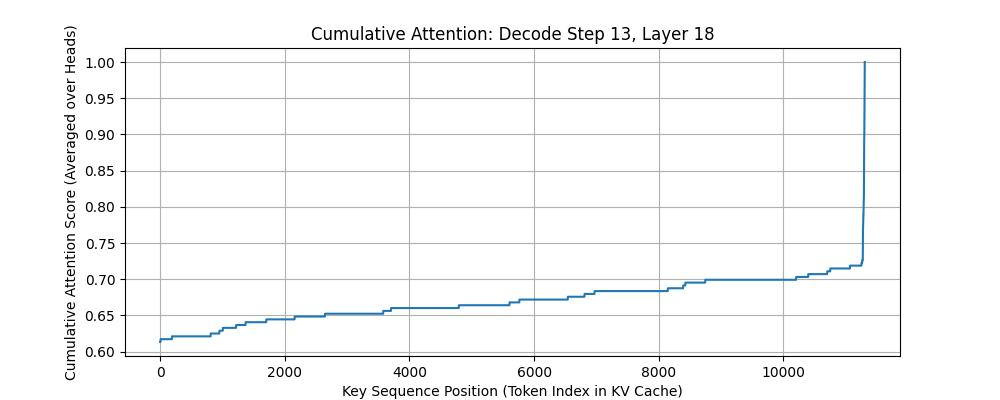 Cumulative Attention: Decode Step 13, Layer 18
Cumulative Attention Score (Averaged over Heads)
1.00
0.95
0.90
0.85
0.80
0.75
0.70
0.65
0.60
0 2000 4000 6000 8000 10000
Key Sequence Position (Token Index in KV Cache)